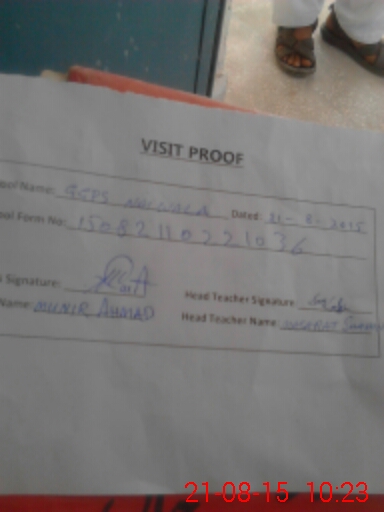 VISIT PROOF
ool Name: GGPS Dated: 21-8-2015
ool Form No: 15082110221036
Signature: Head Teacher Signature
Name: MUNIR AHMAD Head Teacher Name
21-08-15 10:23